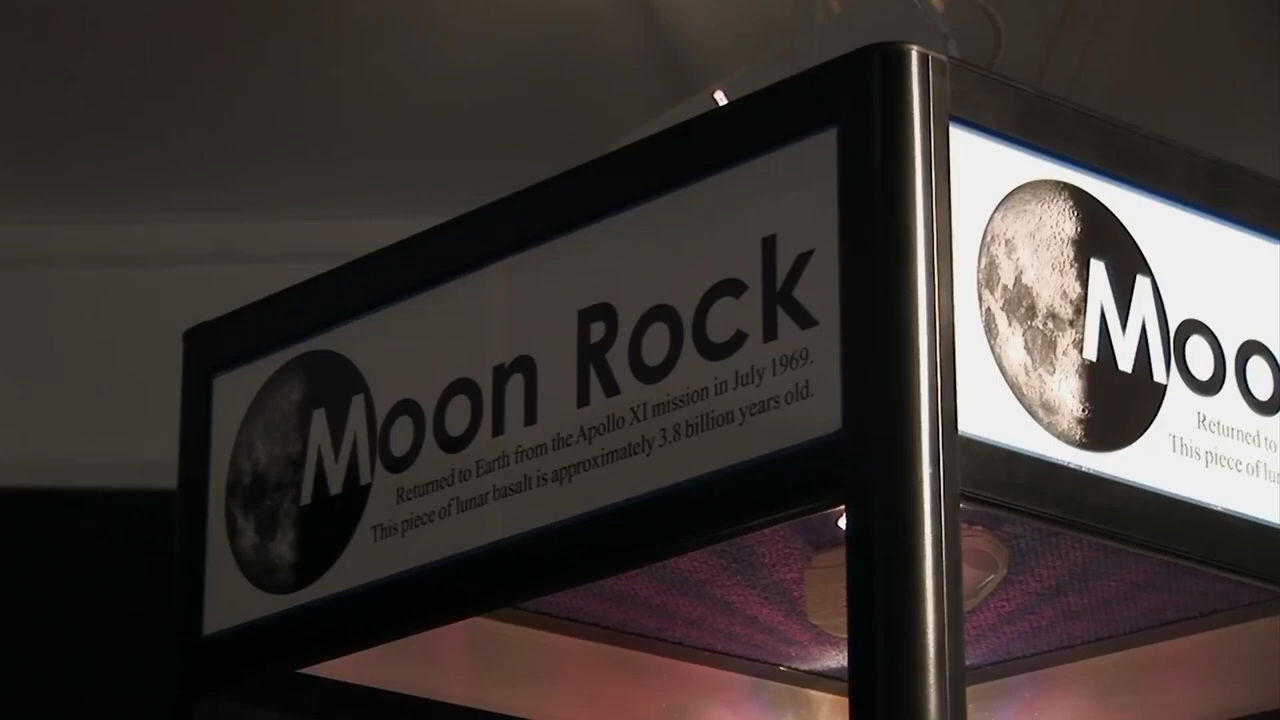 Moon Rock
Returned to Earth from the Apollo XI mission in July 1969.
This piece of lunar basalt is approximately 3.8 billion years old.
Moo
Returned to
This piece of lu